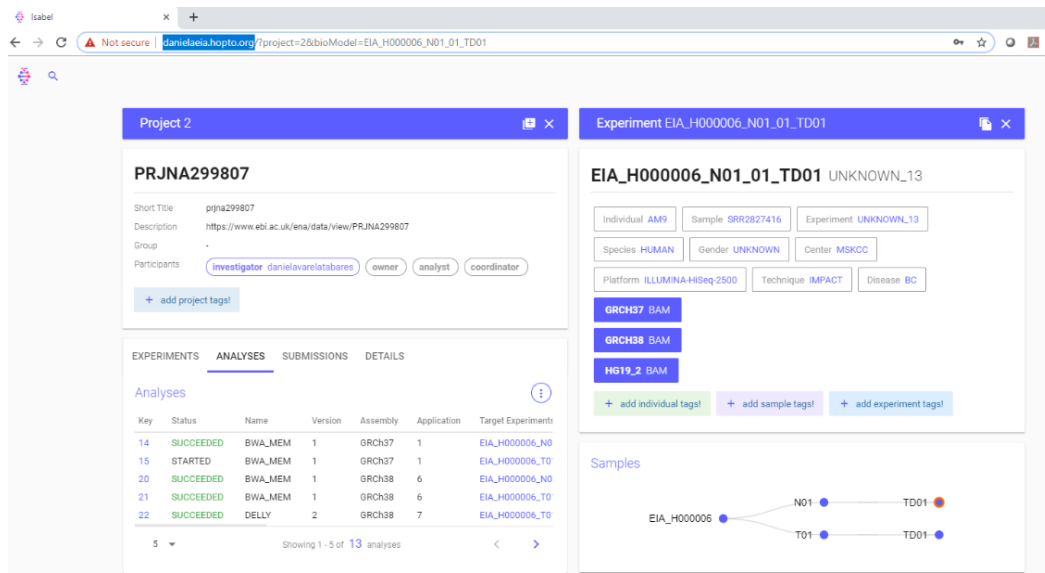 Isabel
Not secure | danielaeia.hopto.org/?project=2&bioModel=EIA_H000006_N01_01_TD01
Project 2
PRJNA299807
Short Title prjna299807
Description https://www.ebi.ac.uk/ena/data/view/PRJNA299807
Group -
Participants investigator danielavarelatabares owner analyst coordinator
+ add project tags!
EXPERIMENTS ANALYSES SUBMISSIONS DETAILS
Analyses
Key Status Name Version Assembly Application Target Experiments
14 SUCCEEDED BWA_MEM 1 GRCh37 1 EIA_H000006_N0
15 STARTED BWA_MEM 1 GRCh37 1 EIA_H000006_T0
20 SUCCEEDED BWA_MEM 1 GRCh38 6 EIA_H000006_N0
21 SUCCEEDED BWA_MEM 1 GRCh38 6 EIA_H000006_T0
22 SUCCEEDED DELLY 2 GRCh38 7 EIA_H000006_T0
5 Showing 1 - 5 of 13 analyses
Experiment EIA_H000006_N01_01_TD01
EIA_H000006_N01_01_TD01 UNKNOWN_13
Individual AM9 Sample SRR2827416 Experiment UNKNOWN_13
Species HUMAN Gender UNKNOWN Center MSKCC
Platform ILLUMINA-HiSeq-2500 Technique IMPACT Disease BC
GRCH37 BAM
GRCH38 BAM
HG19_2 BAM
+ add individual tags! + add sample tags! + add experiment tags!
Samples
N01 TD01
EIA_H000006
T01 TD01